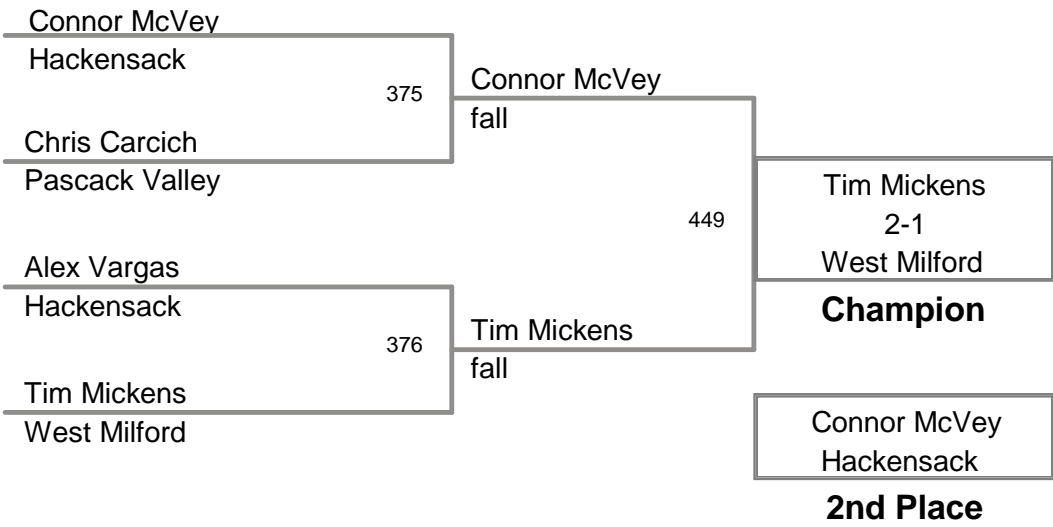 Connor McVey
Hackensack
375
Chris Carcich
Pascack Valley
Connor McVey
fall
Alex Vargas
Hackensack
376
Tim Mickens
West Milford
Tim Mickens
fall
449
Tim Mickens
2-1
West Milford
Champion
Connor McVey
Hackensack
2nd Place